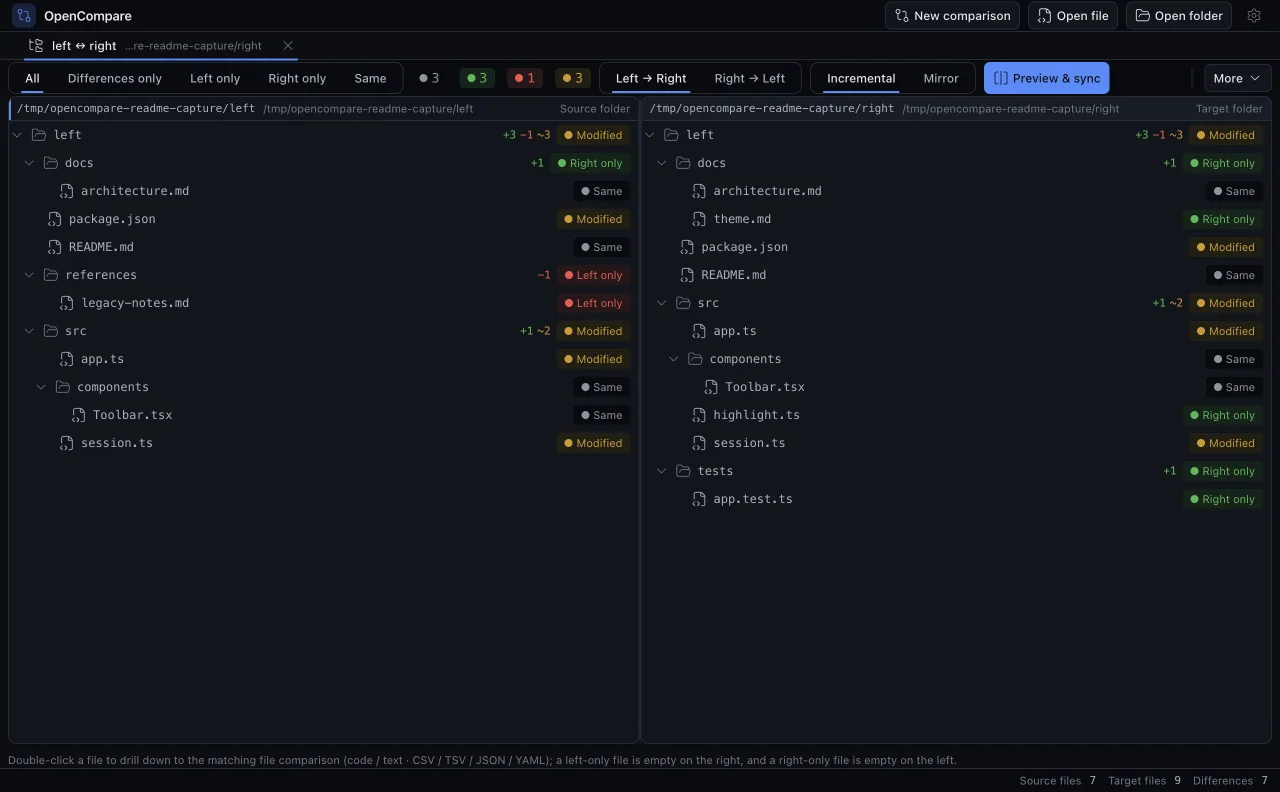 OpenCompare
New comparison
Open file
Open folder
left ↔ right ...re-readme-capture/right
All Differences only Left only Right only Same 3 3 1 3 Left → Right Right → Left Incremental Mirror Preview & sync More
/tmp/opencompare-readme-capture/left /tmp/opencompare-readme-capture/left Source folder
left +3 −1 ~3 Modified
docs +1 Right only
architecture.md Same
package.json Modified
README.md Same
references −1 Left only
legacy-notes.md Left only
src +1 ~2 Modified
app.ts Modified
components Same
Toolbar.tsx Same
session.ts Modified
/tmp/opencompare-readme-capture/right /tmp/opencompare-readme-capture/right Target folder
left +3 −1 ~3 Modified
docs +1 Right only
architecture.md Same
theme.md Right only
package.json Modified
README.md Same
src +1 ~2 Modified
app.ts Modified
components Same
Toolbar.tsx Same
highlight.ts Right only
session.ts Modified
tests +1 Right only
app.test.ts Right only
Double-click a file to drill down to the matching file comparison (code / text · CSV / TSV / JSON / YAML); a left-only file is empty on the right, and a right-only file is empty on the left.
Source files 7 Target files 9 Differences 7